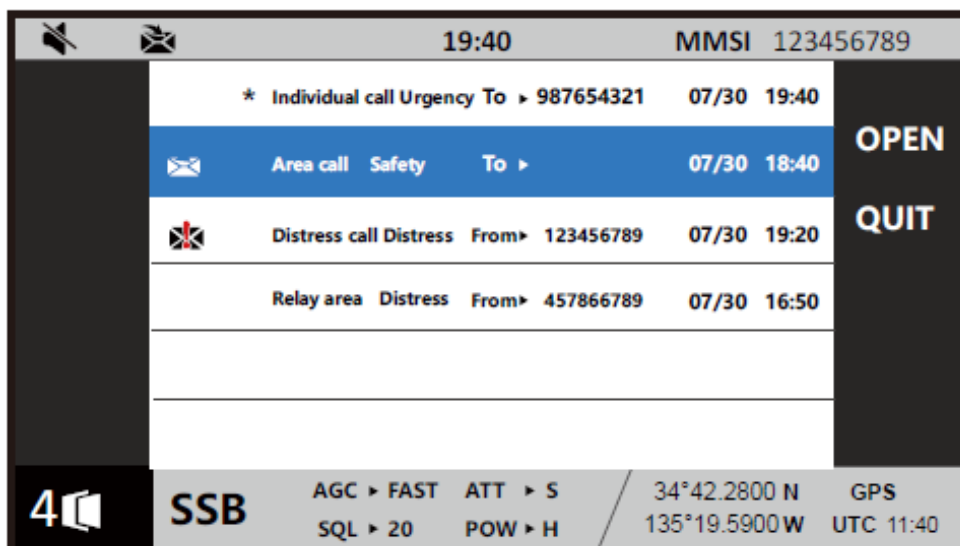 19:40 MMSI 123456789
* Individual call Urgency To ▸ 987654321 07/30 19:40
Area call Safety To ▸ 07/30 18:40
Distress call Distress From▸ 123456789 07/30 19:20
Relay area Distress From▸ 457866789 07/30 16:50
OPEN
QUIT
4
SSB
AGC ▸ FAST ATT ▸ S
SQL ▸ 20 POW ▸ H
34°42.2800 N GPS
135°19.5900 W UTC 11:40